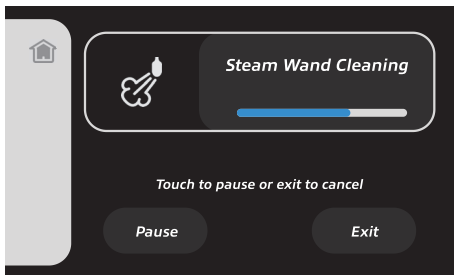 Steam Wand Cleaning
Touch to pause or exit to cancel
Pause
Exit